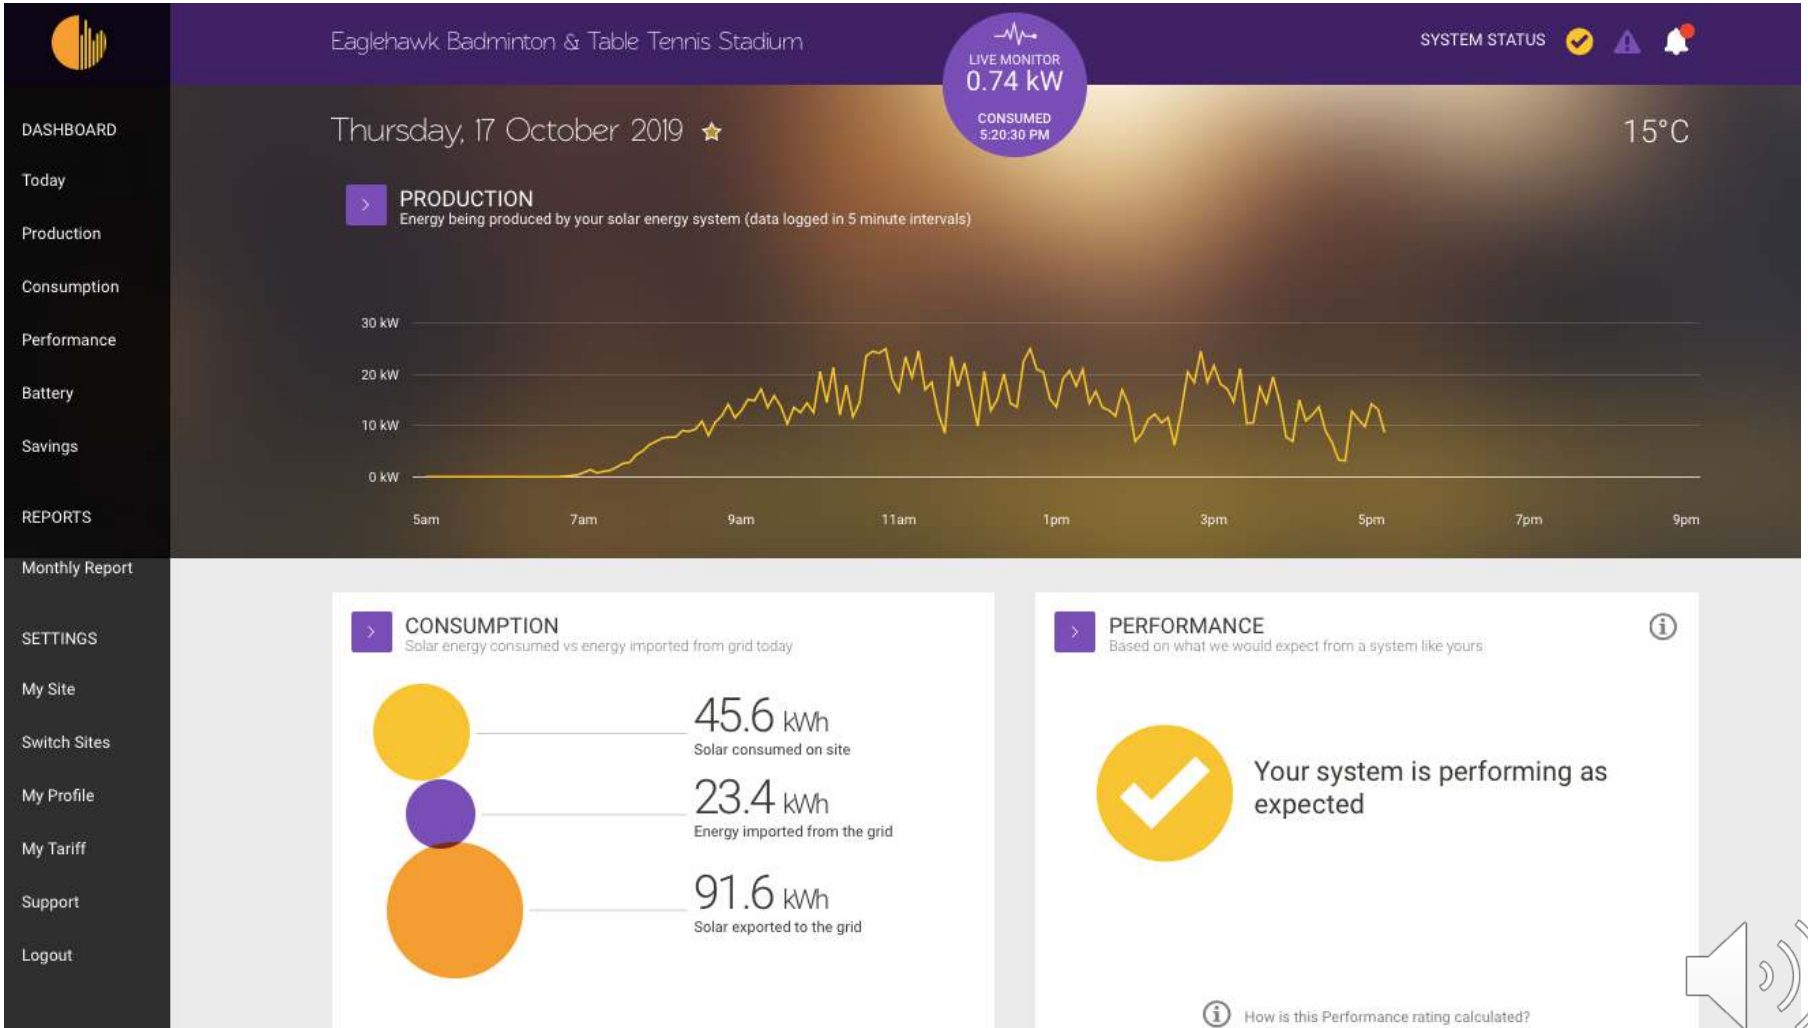 Eaglehawk Badminton & Table Tennis Stadium
LIVE MONITOR
0.74 kW
CONSUMED
5:20:30 PM
SYSTEM STATUS
DASHBOARD
Today
Production
Consumption
Performance
Battery
Savings
REPORTS
Monthly Report
SETTINGS
My Site
Switch Sites
My Profile
My Tariff
Support
Logout
Thursday, 17 October 2019
15°C
PRODUCTION
Energy being produced by your solar energy system (data logged in 5 minute intervals)
30 kW
20 kW
10 kW
0 kW
5am 7am 9am 11am 1pm 3pm 5pm 7pm 9pm
CONSUMPTION
Solar energy consumed vs energy imported from grid today
45.6 kWh
Solar consumed on site
23.4 kWh
Energy imported from the grid
91.6 kWh
Solar exported to the grid
PERFORMANCE
Based on what we would expect from a system like yours
Your system is performing as
expected
How is this Performance rating calculated?